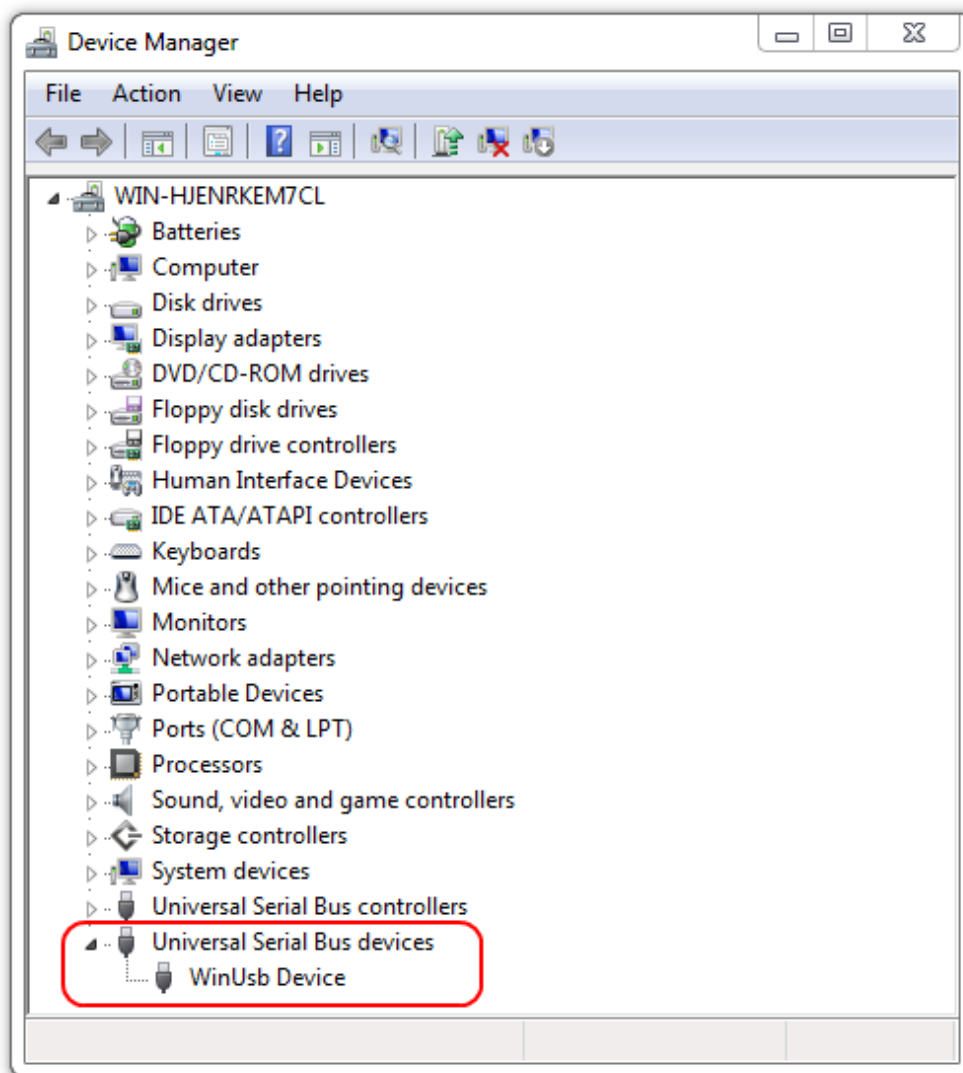 Device Manager
File Action View Help
?
WIN-HJENRKEM7CL
Batteries
Computer
Disk drives
Display adapters
DVD/CD-ROM drives
Floppy disk drives
Floppy drive controllers
Human Interface Devices
IDE ATA/ATAPI controllers
Keyboards
Mice and other pointing devices
Monitors
Network adapters
Portable Devices
Ports (COM & LPT)
Processors
Sound, video and game controllers
Storage controllers
System devices
Universal Serial Bus controllers
Universal Serial Bus devices
WinUsb Device